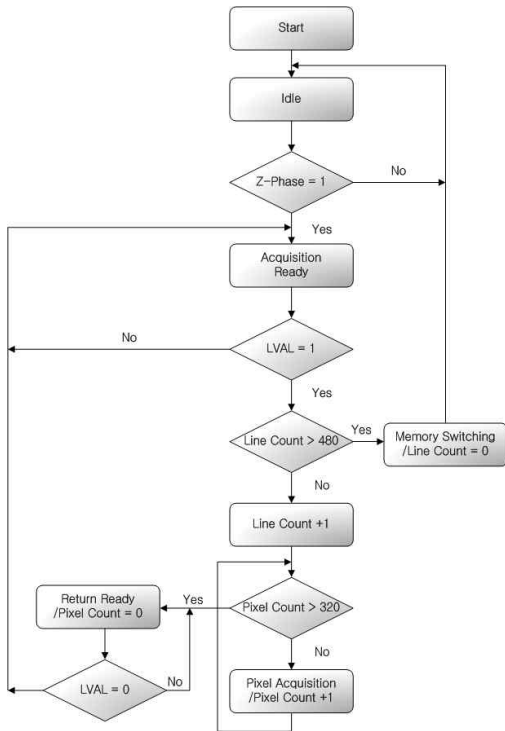 Start
Idle
Z-Phase = 1
No
Yes
Acquisition
Ready
No
LVAL = 1
Yes
Line Count > 480
Yes
Memory Switching
/Line Count = 0
No
Line Count +1
Return Ready
/Pixel Count = 0
Yes
Pixel Count > 320
No
LVAL = 0
No
Pixel Acquisition
/Pixel Count +1